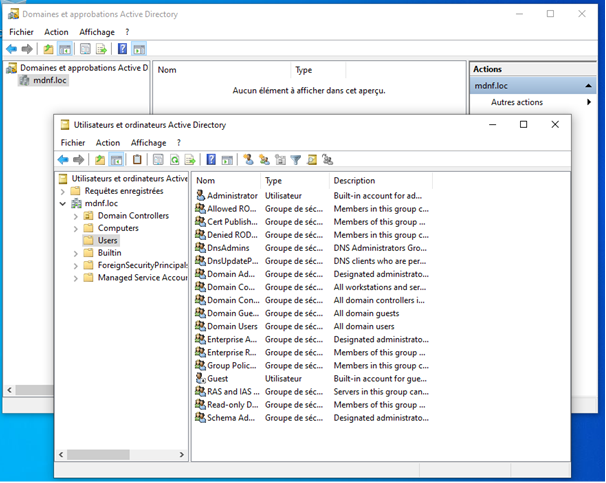 Domaines et approbations Active Directory
Fichier Action Affichage ?
Domaines et approbations Active D
mdnf.loc
Nom Type
Aucun élément à afficher dans cet aperçu.
Actions
mdnf.loc
Autres actions
Utilisateurs et ordinateurs Active Directory
Fichier Action Affichage ?
Utilisateurs et ordinateurs Active
Requêtes enregistrées
mdnf.loc
Domain Controllers
Computers
Users
Builtin
ForeignSecurityPrincipals
Managed Service Accour
Nom Type Description
Administrator Utilisateur Built-in account for ad...
Allowed RO... Groupe de séc... Members in this group c...
Cert Publish... Groupe de séc... Members of this group ...
Denied ROD... Groupe de séc... Members in this group c...
DnsAdmins Groupe de séc... DNS Administrators Gro...
DnsUpdateP... Groupe de séc... DNS clients who are per...
Domain Ad... Groupe de séc... Designated administrato...
Domain Co... Groupe de séc... All workstations and ser...
Domain Con... Groupe de séc... All domain controllers i...
Domain Gue... Groupe de séc... All domain guests
Domain Users Groupe de séc... All domain users
Enterprise A... Groupe de séc... Designated administrato...
Enterprise R... Groupe de séc... Members of this group ...
Group Polic... Groupe de séc... Members in this group c...
Guest Utilisateur Built-in account for gue...
RAS and IAS ... Groupe de séc... Servers in this group can...
Read-only D... Groupe de séc... Members of this group ...
Schema Ad... Groupe de séc... Designated administrato...